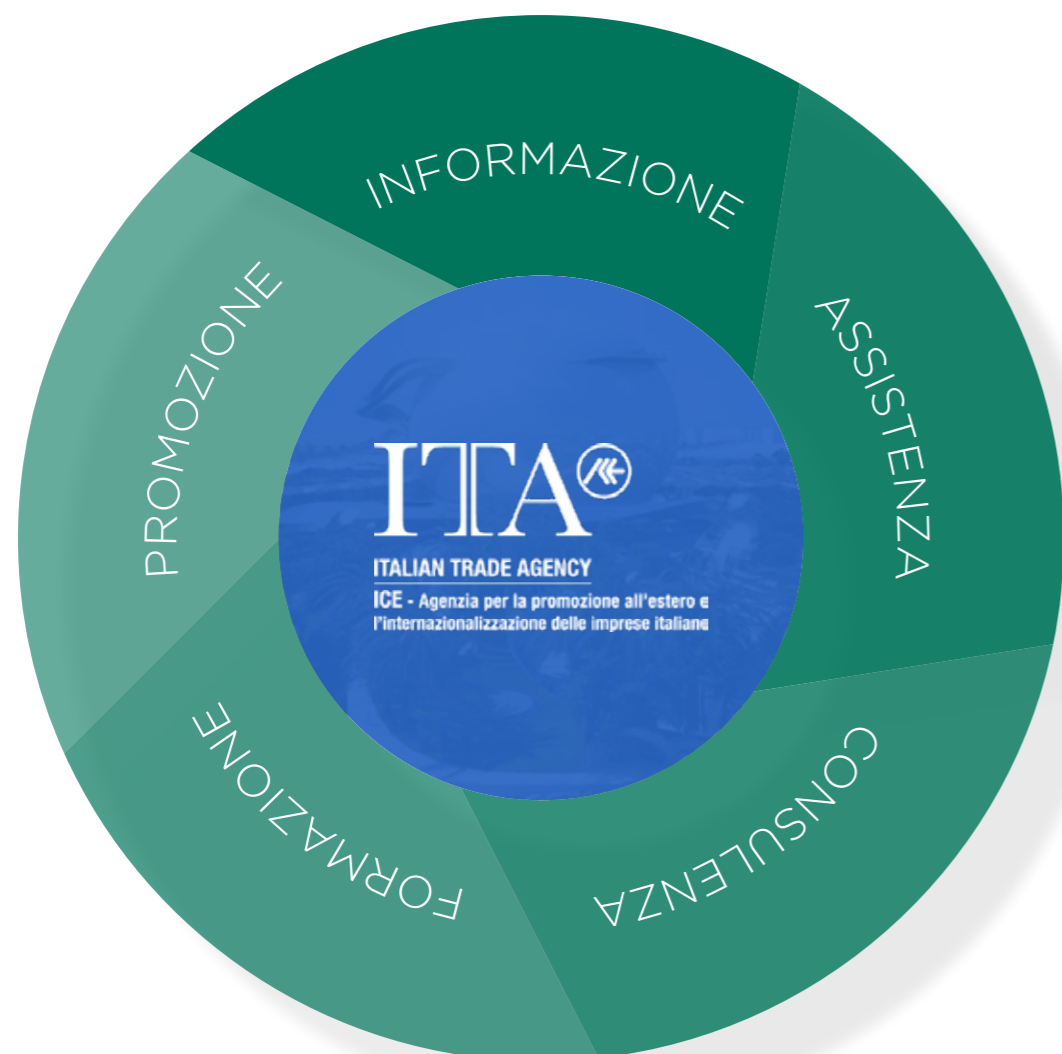 INFORMAZIONE
ASSISTENZA
CONSULENZA
FORMAZIONE
PROMOZIONE
ITA
ITALIAN TRADE AGENCY
ICE - Agenzia per la promozione all'estero e
l'internazionalizzazione delle imprese italiane